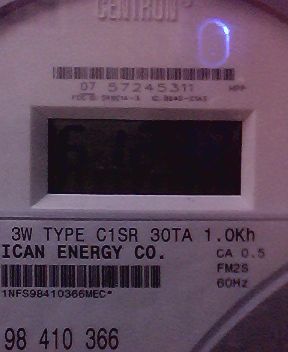 CENTRON
07 57245311
3W TYPE C1SR 30TA 1.0Kh
ICAN ENERGY CO.
CA 0.5
FM2S
60Hz
1NFS98410366MEC*
98 410 366